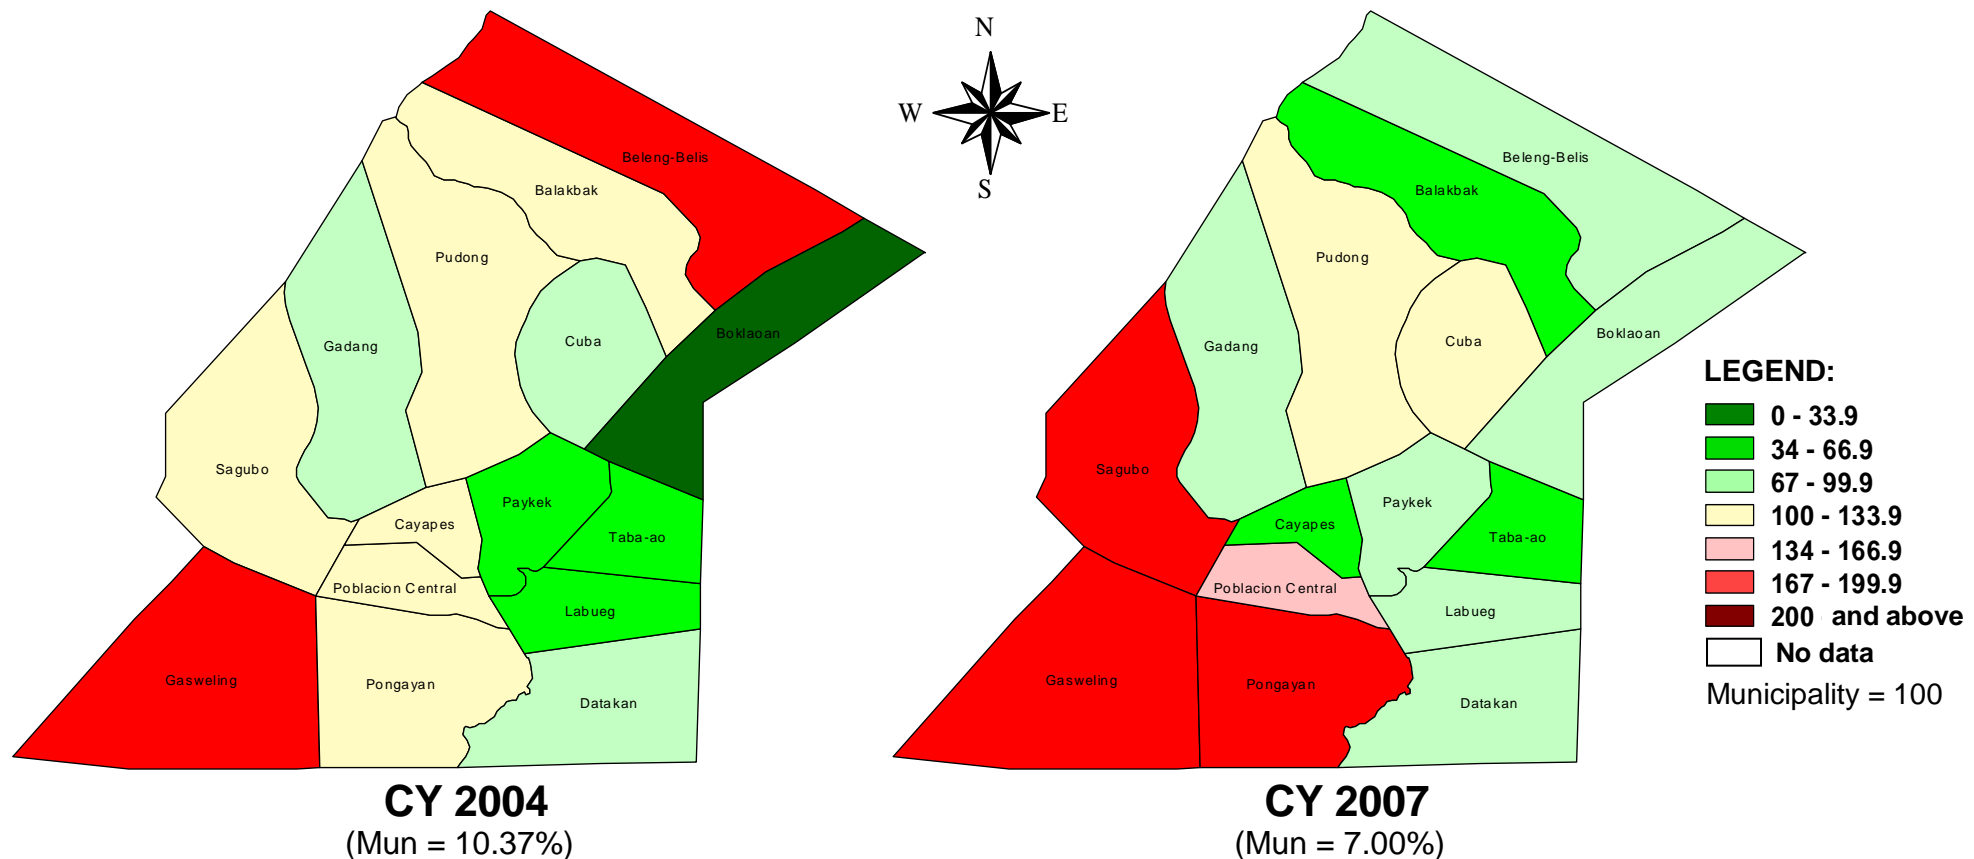 N
W
E
S
Beleng-Belis
Balakbak
Pudong
Gadang
Cuba
Boklaoan
Sagubo
Paykek
Cayapes
Taba-ao
Poblacion Central
Labueg
Gasweling
Pongayan
Datakan
CY 2004
(Mun = 10.37%)
Beleng-Belis
Balakbak
Pudong
Gadang
Cuba
Boklaoan
Sagubo
Paykek
Cayapes
Taba-ao
Poblacion Central
Labueg
Gasweling
Pongayan
Datakan
CY 2007
(Mun = 7.00%)
LEGEND:
0 - 33.9
34 - 66.9
67 - 99.9
100 - 133.9
134 - 166.9
167 - 199.9
200 and above
No data
Municipality = 100